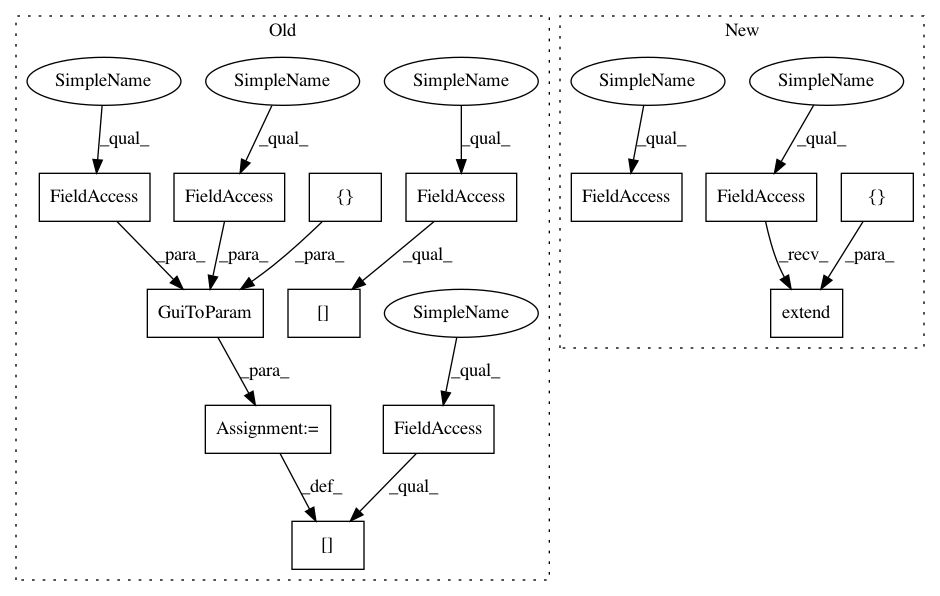 Old
New
SimpleName
SimpleName
SimpleName
SimpleName
SimpleName
_qual_
_qual_
_qual_
_qual_
_qual_
FieldAccess
FieldAccess
{}
FieldAccess
FieldAccess
FieldAccess
{}
_para_
_para_
_para_
_qual_
_recv_
_para_
GuiToParam
[]
SimpleName
extend
_para_
_qual_
Assignment:=
FieldAccess
_def_
_qual_
[]